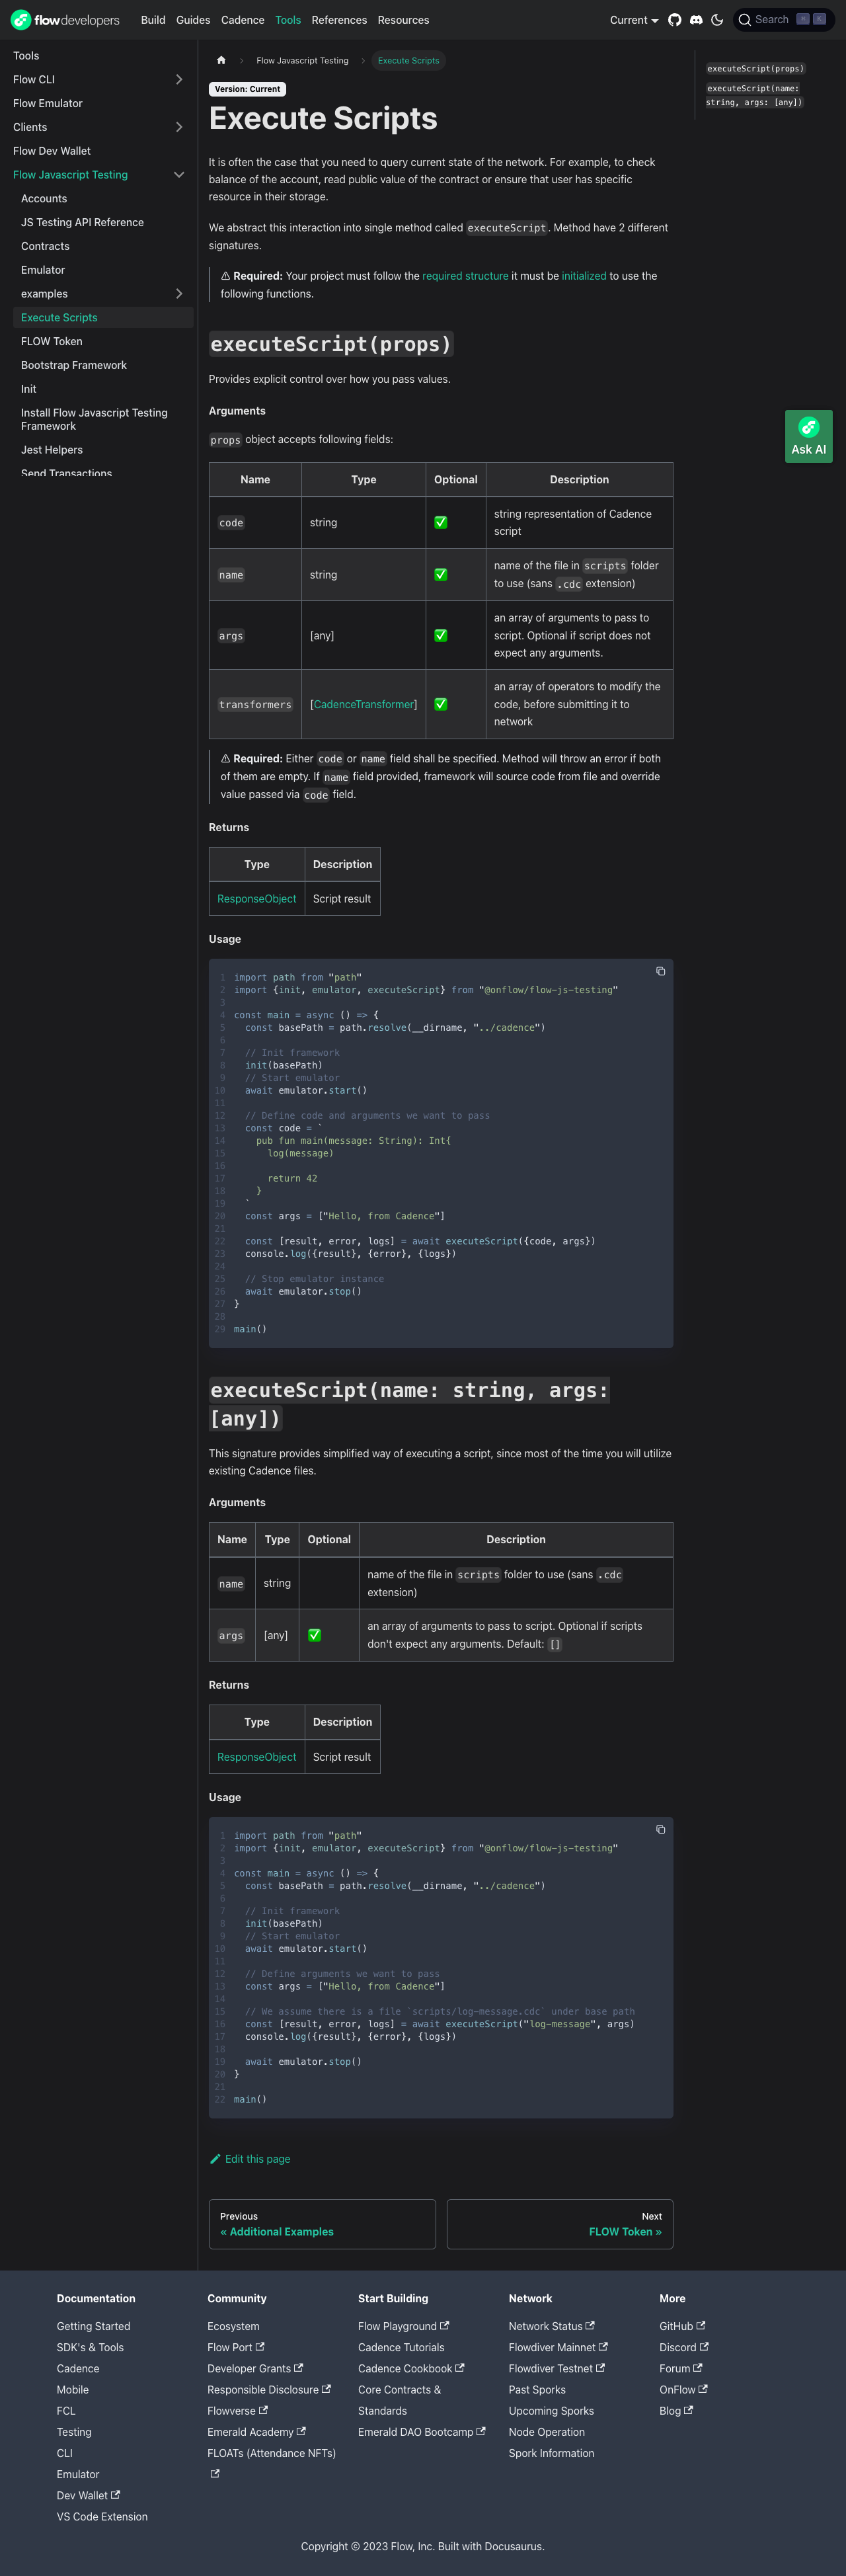 flowdevelopers
Build Guides Cadence Tools References Resources
Current
Search ⌘ K
Tools
Flow CLI
Flow Emulator
Clients
Flow Dev Wallet
Flow Javascript Testing
Accounts
JS Testing API Reference
Contracts
Emulator
examples
Execute Scripts
FLOW Token
Bootstrap Framework
Init
Install Flow Javascript Testing
Framework
Jest Helpers
Send Transactions
Flow Javascript Testing
Execute Scripts
Version: Current
Execute Scripts
It is often the case that you need to query current state of the network. For example, to check
balance of the account, read public value of the contract or ensure that user has specific
resource in their storage.
We abstract this interaction into single method called executeScript. Method have 2 different
signatures.
⚠ Required: Your project must follow the required structure it must be initialized to use the
following functions.
executeScript(props)
Provides explicit control over how you pass values.
Arguments
props object accepts following fields:
Name Type Optional Description
code string ✅ string representation of Cadence
script
name string ✅ name of the file in scripts folder
to use (sans .cdc extension)
args [any] ✅ an array of arguments to pass to
script. Optional if script does not
expect any arguments.
transformers [CadenceTransformer] ✅ an array of operators to modify the
code, before submitting it to
network
⚠ Required: Either code or name field shall be specified. Method will throw an error if both
of them are empty. If name field provided, framework will source code from file and override
value passed via code field.
Returns
Type Description
ResponseObject Script result
Usage
1 import path from "path"
2 import {init, emulator, executeScript} from "@onflow/flow-js-testing"
3
4 const main = async () => {
5 const basePath = path.resolve(__dirname, "../cadence")
6
7 // Init framework
8 init(basePath)
9 // Start emulator
10 await emulator.start()
11
12 // Define code and arguments we want to pass
13 const code = `
14 pub fun main(message: String): Int{
15 log(message)
16
17 return 42
18 }
19 `
20 const args = ["Hello, from Cadence"]
21
22 const [result, error, logs] = await executeScript({code, args})
23 console.log({result}, {error}, {logs})
24
25 // Stop emulator instance
26 await emulator.stop()
27 }
28
29 main()
executeScript(name: string, args:
[any])
This signature provides simplified way of executing a script, since most of the time you will utilize
existing Cadence files.
Arguments
Name Type Optional Description
name string name of the file in scripts folder to use (sans .cdc
extension)
args [any] ✅ an array of arguments to pass to script. Optional if scripts
don't expect any arguments. Default: []
Returns
Type Description
ResponseObject Script result
Usage
1 import path from "path"
2 import {init, emulator, executeScript} from "@onflow/flow-js-testing"
3
4 const main = async () => {
5 const basePath = path.resolve(__dirname, "../cadence")
6
7 // Init framework
8 init(basePath)
9 // Start emulator
10 await emulator.start()
11
12 // Define arguments we want to pass
13 const args = ["Hello, from Cadence"]
14
15 // We assume there is a file `scripts/log-message.cdc` under base path
16 const [result, error, logs] = await executeScript("log-message", args)
17 console.log({result}, {error}, {logs})
18
19 await emulator.stop()
20 }
21
22 main()
Edit this page
Previous
« Additional Examples
Next
FLOW Token »
executeScript(props)
executeScript(name:
string, args: [any])
Ask AI
Documentation
Getting Started
SDK's & Tools
Cadence
Mobile
FCL
Testing
CLI
Emulator
Dev Wallet
VS Code Extension
Community
Ecosystem
Flow Port
Developer Grants
Responsible Disclosure
Flowverse
Emerald Academy
FLOATs (Attendance NFTs)
Start Building
Flow Playground
Cadence Tutorials
Cadence Cookbook
Core Contracts &
Standards
Emerald DAO Bootcamp
Network
Network Status
Flowdiver Mainnet
Flowdiver Testnet
Past Sporks
Upcoming Sporks
Node Operation
Spork Information
More
GitHub
Discord
Forum
OnFlow
Blog
Copyright © 2023 Flow, Inc. Built with Docusaurus.